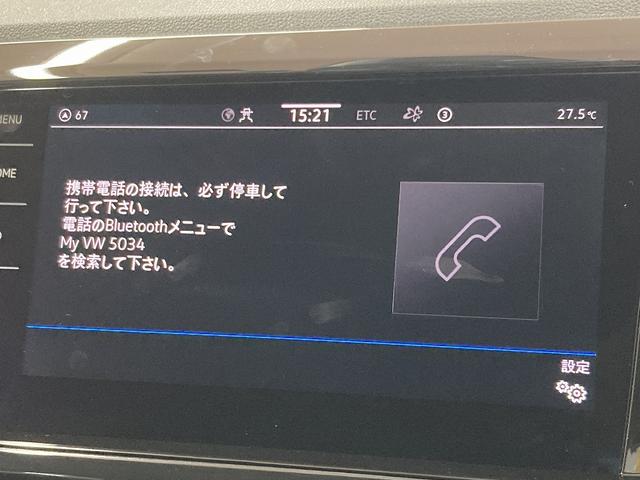 MENU
67
15:21
ETC
3
27.5℃
携帯電話の接続は、必ず停車して
行って下さい。
電話のBluetoothメニューで
My VW 5034
を検索して下さい。
設定